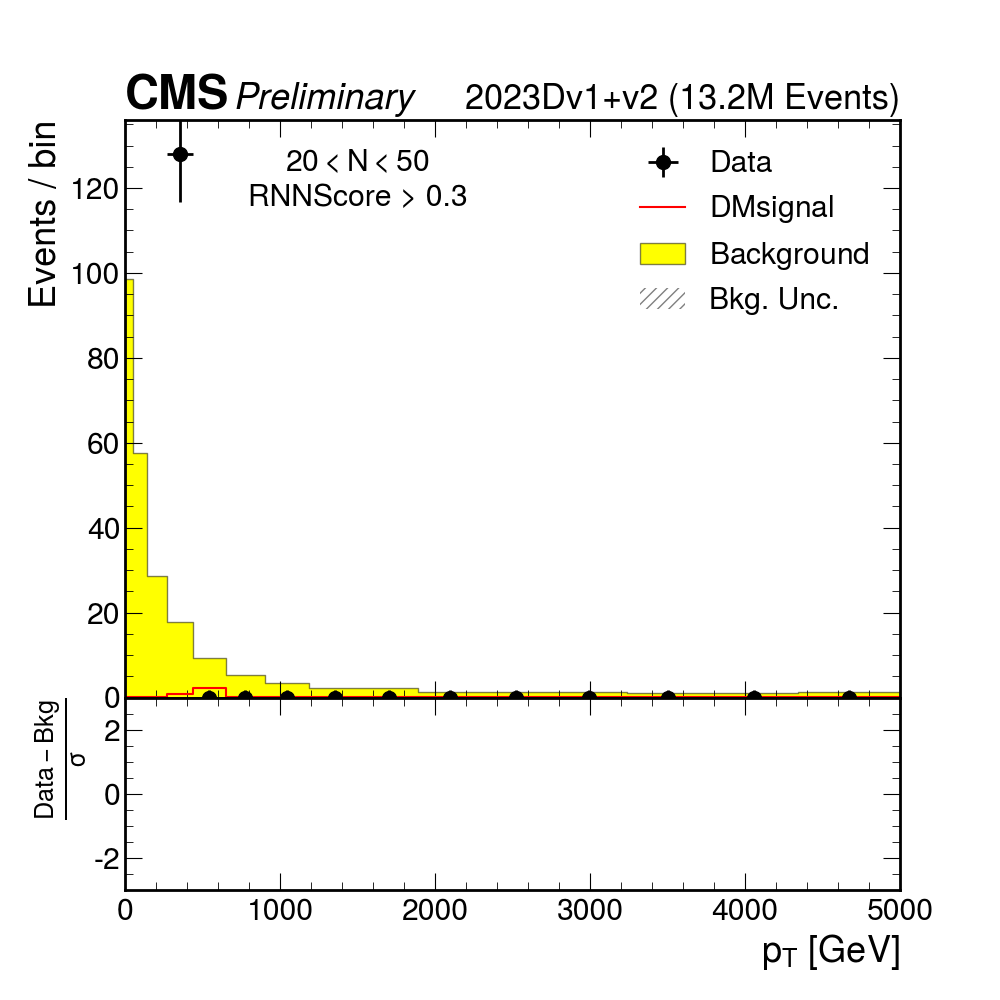 CMS Preliminary 2023Dv1+v2 (13.2M Events)
Events / bin
20 < N < 50
RNNScore > 0.3
Data
DMsignal
Background
Bkg. Unc.
120
100
80
60
40
20
0
Data – Bkg
σ
2
0
-2
0 1000 2000 3000 4000 5000
pT [GeV]